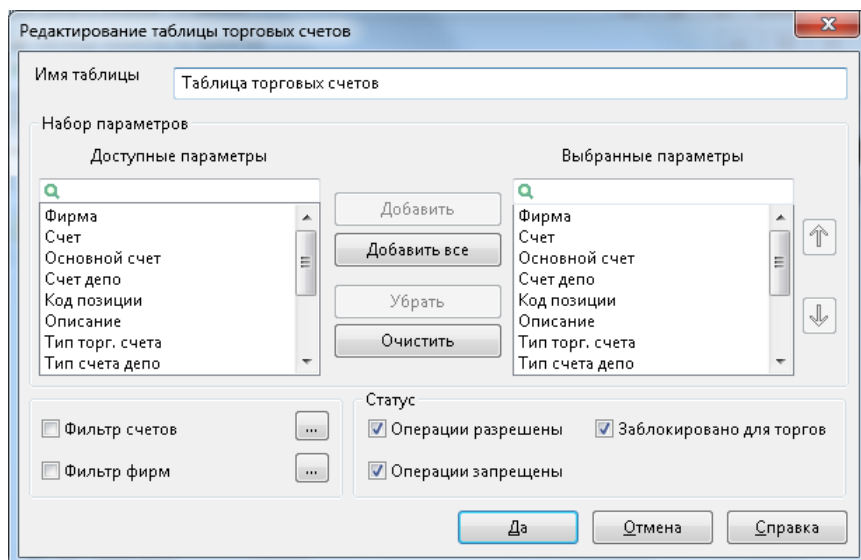 Редактирование таблицы торговых счетов
Имя таблицы
Таблица торговых счетов
Набор параметров
Доступные параметры
Выбранные параметры
Фирма
Счет
Основной счет
Счет депо
Код позиции
Описание
Тип торг. счета
Тип счета депо
Добавить
Добавить все
Убрать
Очистить
Фирма
Счет
Основной счет
Счет депо
Код позиции
Описание
Тип торг. счета
Тип счета депо
Фильтр счетов ...
Фильтр фирм ...
Статус
Операции разрешены
Заблокировано для торгов
Операции запрещены
Да
Отмена
Справка